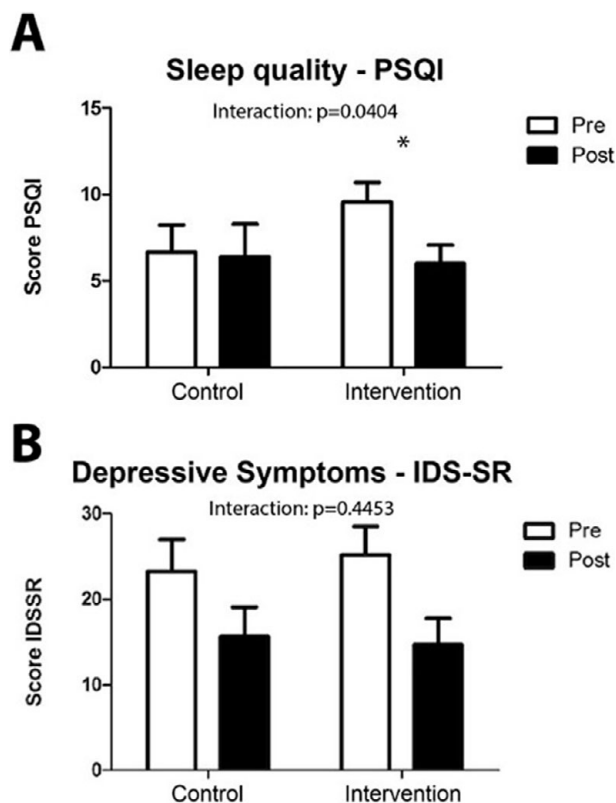 A
Sleep quality - PSQI
Interaction: p=0.0404
*
Pre
Post
Score PSQI
15
10
5
0
Control Intervention
B
Depressive Symptoms - IDS-SR
Interaction: p=0.4453
Pre
Post
Score IDSSR
30
20
10
0
Control Intervention